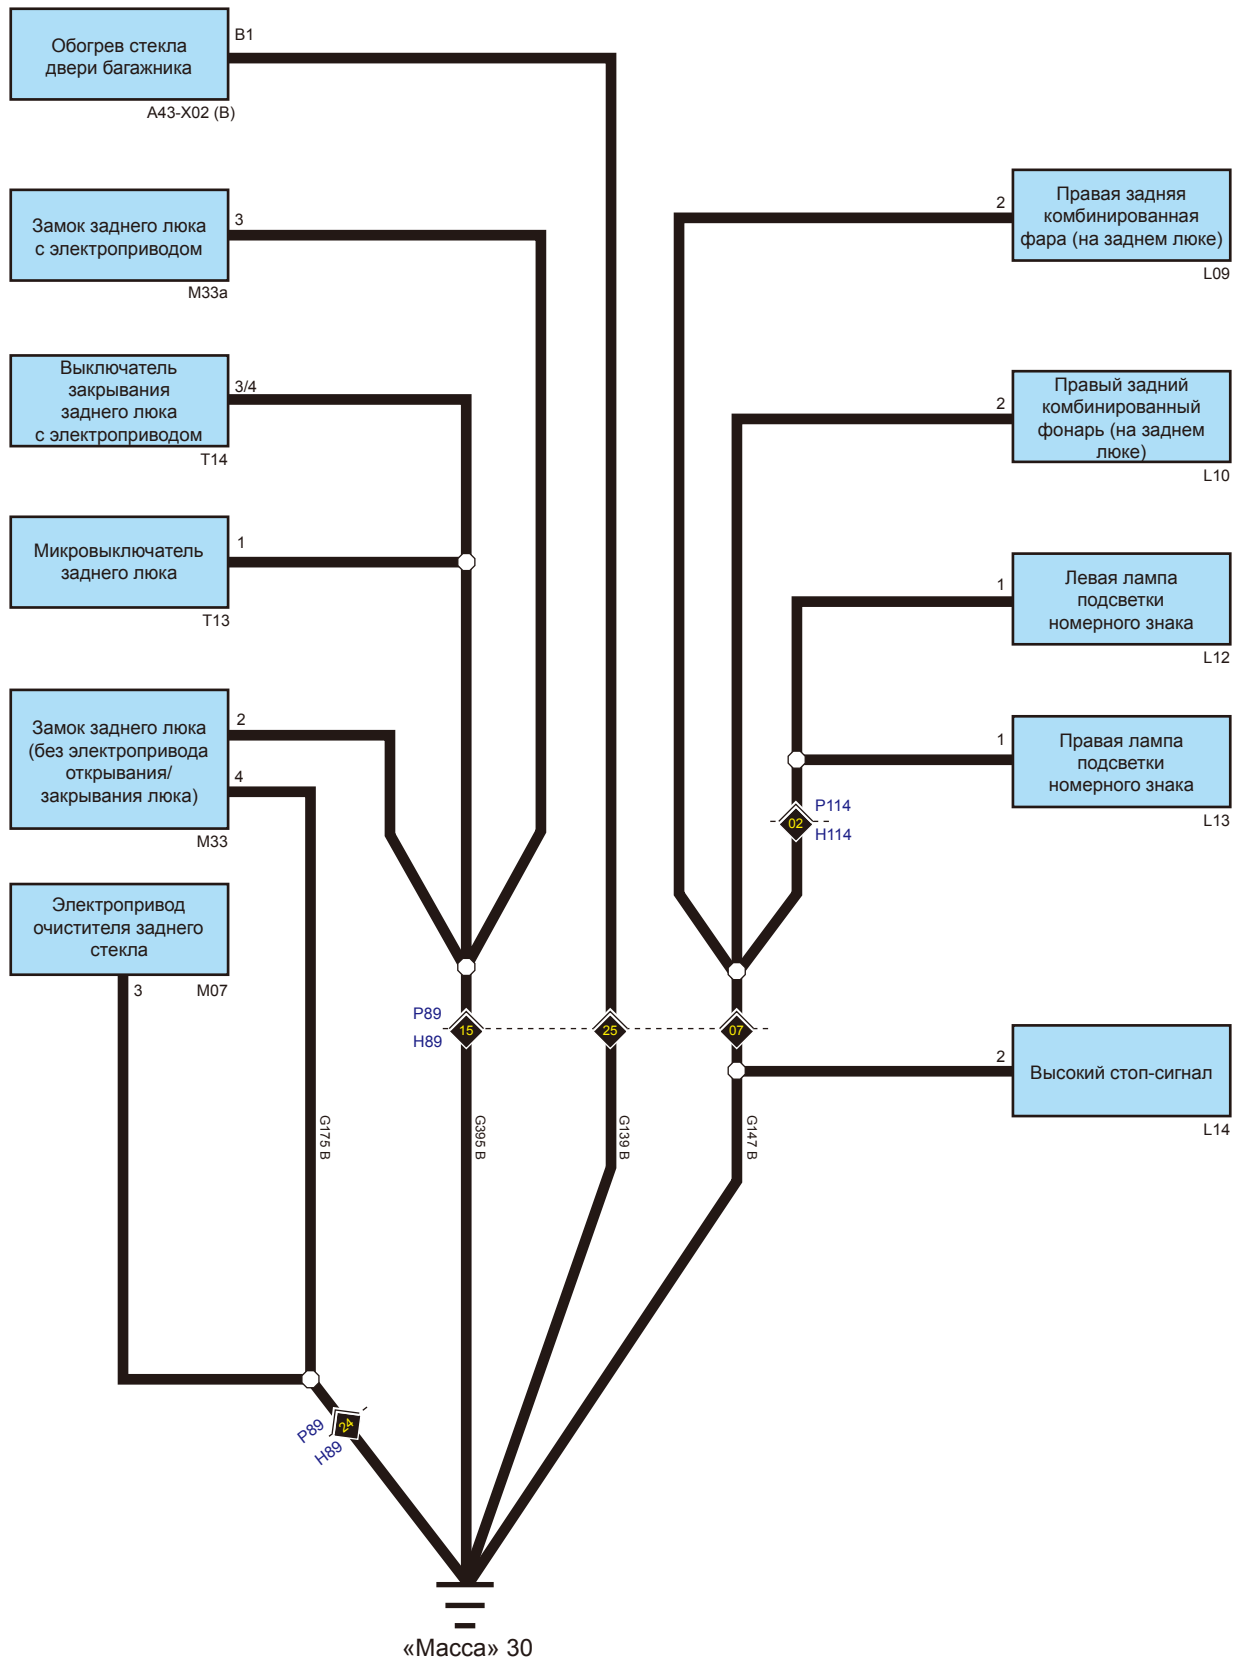 Обогрев стекла
двери багажника
B1
A43-X02 (B)
Замок заднего люка
с электроприводом
3
M33a
Выключатель
закрывания
заднего люка
с электроприводом
3/4
T14
Микровыключатель
заднего люка
1
T13
Замок заднего люка
(без электропривода
открывания/
закрывания люка)
2
4
M33
Электропривод
очистителя заднего
стекла
3
M07
Правая задняя
комбинированная
фара (на заднем люке)
2
L09
Правый задний
комбинированный
фонарь (на заднем
люке)
2
L10
Левая лампа
подсветки
номерного знака
1
L12
Правая лампа
подсветки
номерного знака
1
L13
P114
02
H114
P89
H89
15
25
07
Высокий стоп-сигнал
2
L14
G175 B
G395 B
G139 B
G147 B
P89
24
H89
«Масса» 30